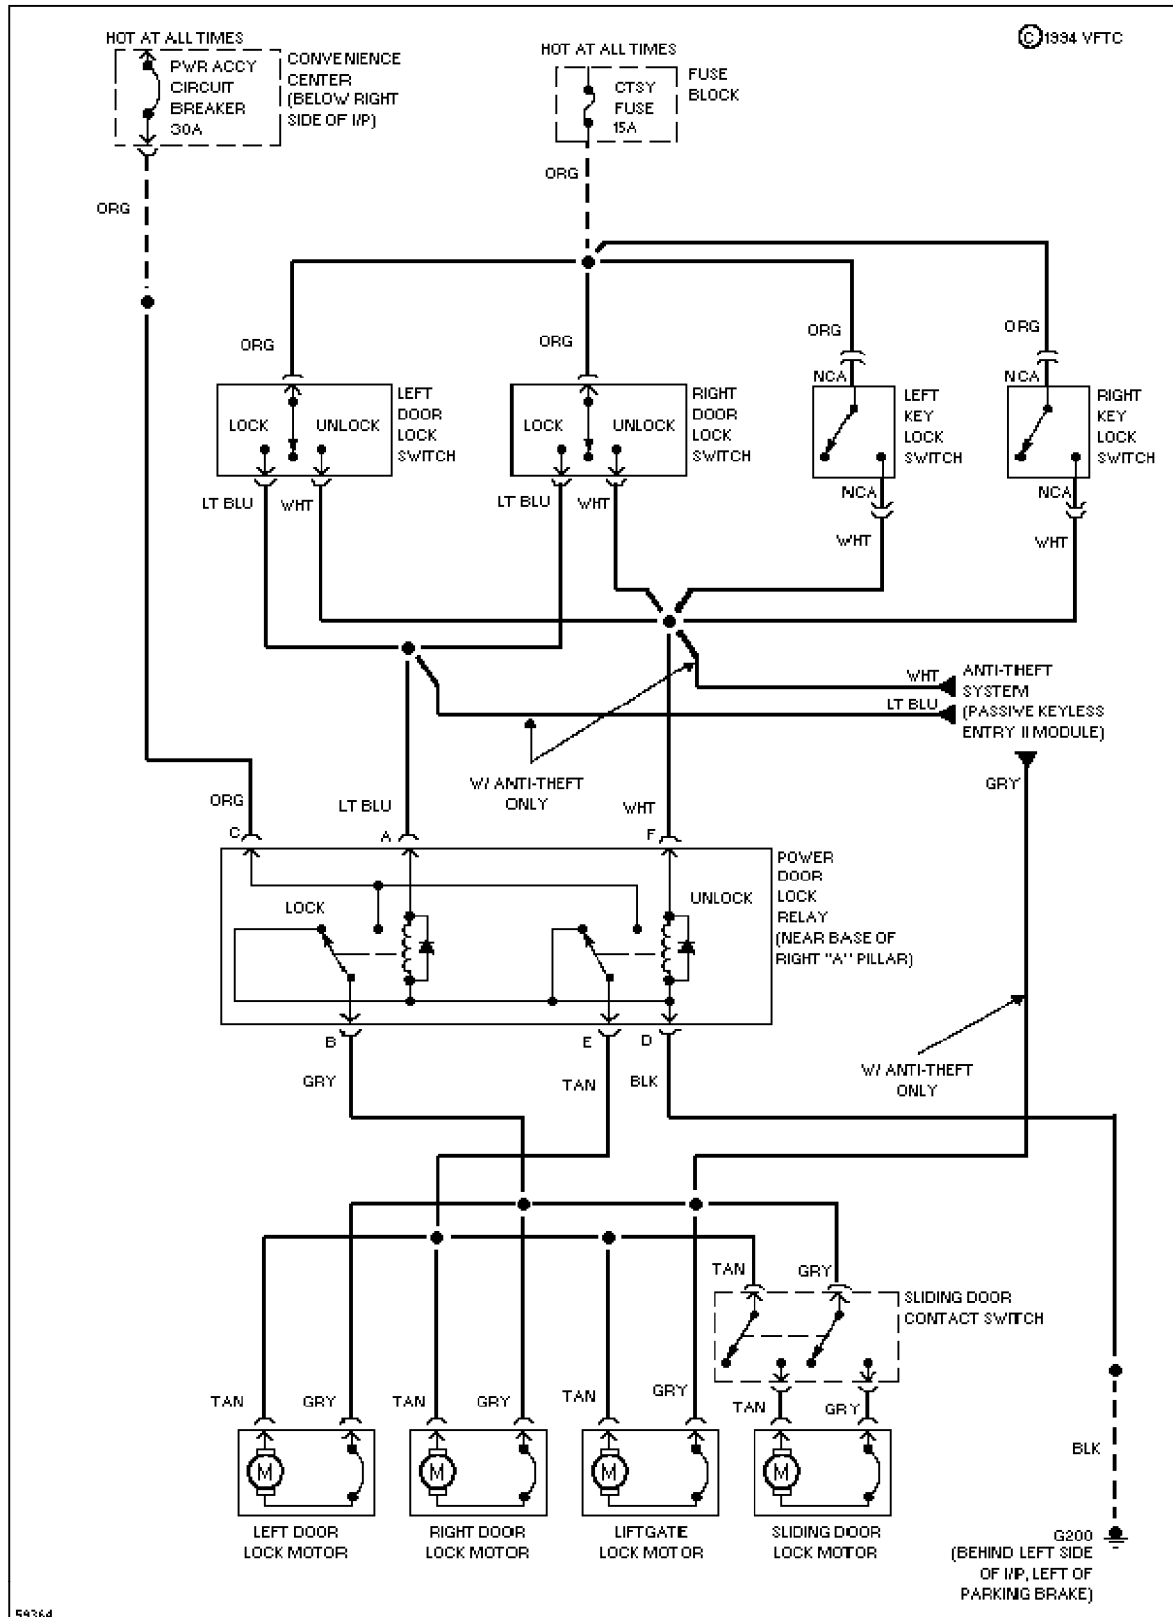 HOT AT ALL TIMES
PWR ACCY
CIRCUIT
BREAKER
30A
CONVENIENCE
CENTER
(BELOW RIGHT
SIDE OF I/P)
HOT AT ALL TIMES
CTSY
FUSE
15A
FUSE
BLOCK
© 1994 VFTC
ORG
ORG
ORG
ORG
ORG
ORG
NCA
NCA
LOCK
UNLOCK
LEFT
DOOR
LOCK
SWITCH
LOCK
UNLOCK
RIGHT
DOOR
LOCK
SWITCH
LEFT
KEY
LOCK
SWITCH
RIGHT
KEY
LOCK
SWITCH
LT BLU
WHT
LT BLU
WHT
NCA
NCA
WHT
WHT
WHT
LT BLU
ANTI-THEFT
SYSTEM
(PASSIVE KEYLESS
ENTRY II MODULE)
GRY
W/ ANTI-THEFT
ONLY
ORG
LT BLU
WHT
C
A
F
LOCK
UNLOCK
POWER
DOOR
LOCK
RELAY
(NEAR BASE OF
RIGHT "A" PILLAR)
B
E
D
GRY
TAN
BLK
W/ ANTI-THEFT
ONLY
TAN
GRY
SLIDING DOOR
CONTACT SWITCH
TAN
GRY
TAN
GRY
TAN
GRY
TAN
GRY
M
M
M
M
LEFT DOOR
LOCK MOTOR
RIGHT DOOR
LOCK MOTOR
LIFTGATE
LOCK MOTOR
SLIDING DOOR
LOCK MOTOR
BLK
G200
(BEHIND LEFT SIDE
OF I/P, LEFT OF
PARKING BRAKE)
59364